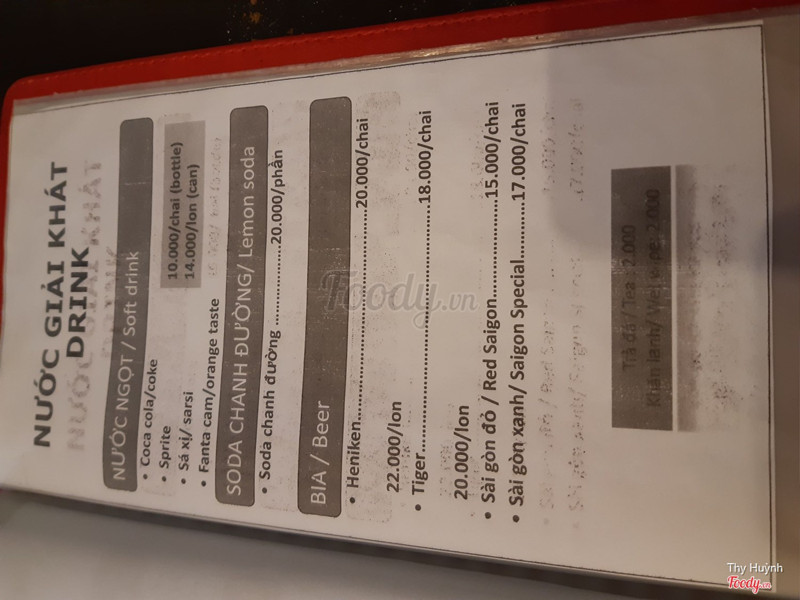 NƯỚC GIẢI KHÁT
DRINK
NƯỚC NGỌT / Soft drink
• Coca cola/coke
• Sprite
• Sá xị/ sarsi
• Fanta cam/orange taste
10.000/chai (bottle)
14.000/lon (can)
SODA CHANH ĐƯỜNG/ Lemon soda
• Soda chanh đường ....................20.000/phần
BIA / Beer
• Heniken....................................20.000/chai
22.000/lon
• Tiger.........................................18.000/chai
20.000/lon
• Sài gòn đỏ / Red Saigon...............15.000/chai
• Sài gòn xanh/ Saigon Special........17.000/chai
Trà đá / Tea : 2.000
Khăn lạnh/ Wet wipe: 2.000
Foody.vn
Thy Huỳnh
Foody.vn